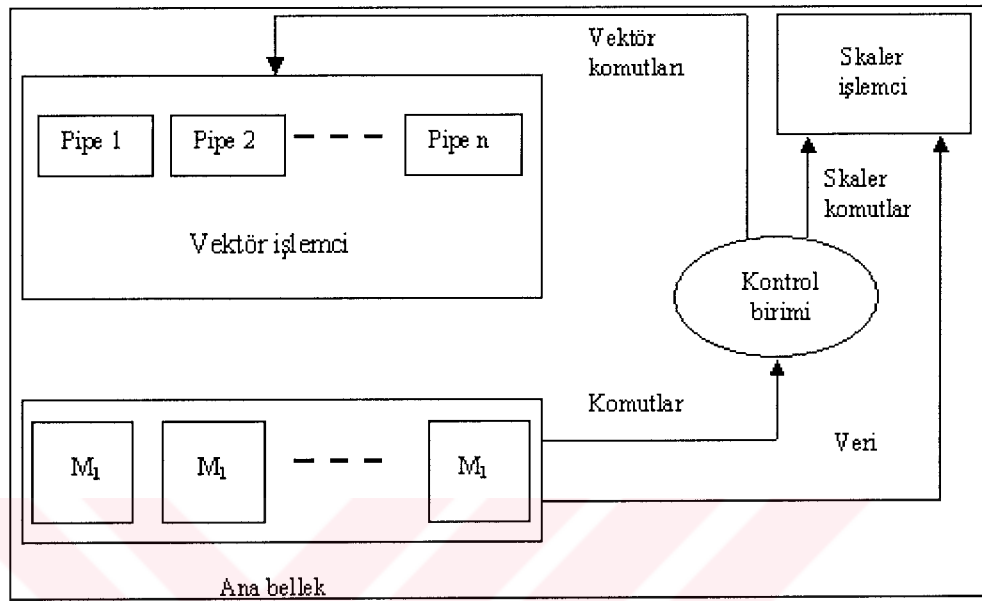 Vektör
komutları
Skaler
işlemci
Pipe 1
Pipe 2
Pipe n
Vektör işlemci
Skaler
komutlar
Kontrol
birimi
Komutlar
Veri
M1
M1
M1
Ana bellek